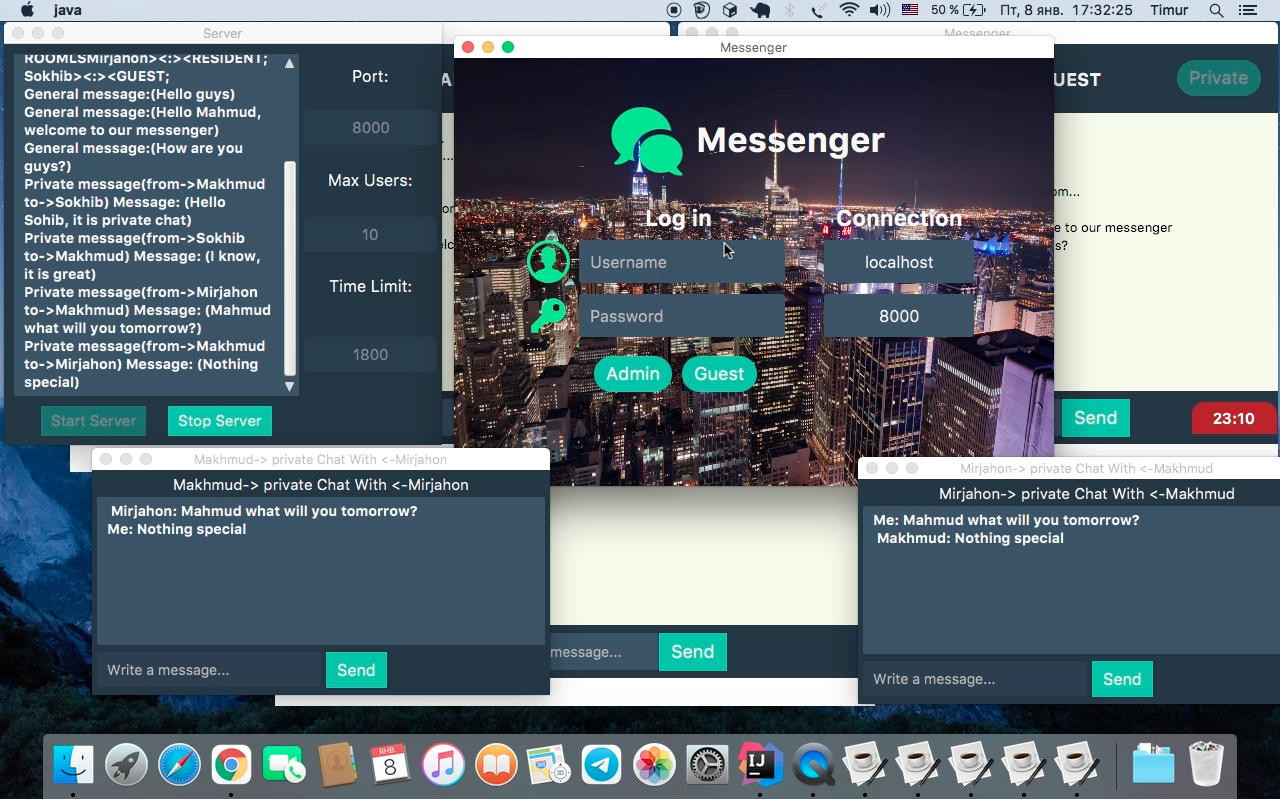 java
50 %
Пт, 8 янв. 17:32:25
Timur
Server
ROOMLSMirjahon><:><RESIDENT;
Sokhib><:><GUEST;
General message:(Hello guys)
General message:(Hello Mahmud,
welcome to our messenger)
General message:(How are you
guys?)
Private message(from->Makhmud
to->Sokhib) Message: (Hello
Sohib, it is private chat)
Private message(from->Sokhib
to->Makhmud) Message: (I know,
it is great)
Private message(from->Mirjahon
to->Makhmud) Message: (Mahmud
what will you tomorrow?)
Private message(from->Makhmud
to->Mirjahon) Message: (Nothing
special)
Port:
8000
Max Users:
10
Time Limit:
1800
Start Server
Stop Server
Messenger
Messenger
Log in
Connection
Username
localhost
Password
8000
Admin
Guest
Messenger
UEST
Private
om...
e to our messenger
s?
Send
23:10
Makhmud-> private Chat With <-Mirjahon
Makhmud-> private Chat With <-Mirjahon
Mirjahon: Mahmud what will you tomorrow?
Me: Nothing special
Write a message...
Send
message...
Send
Mirjahon-> private Chat With <-Makhmud
Mirjahon-> private Chat With <-Makhmud
Me: Mahmud what will you tomorrow?
Makhmud: Nothing special
Write a message...
Send
ЯНВ.
8
3D
IJ